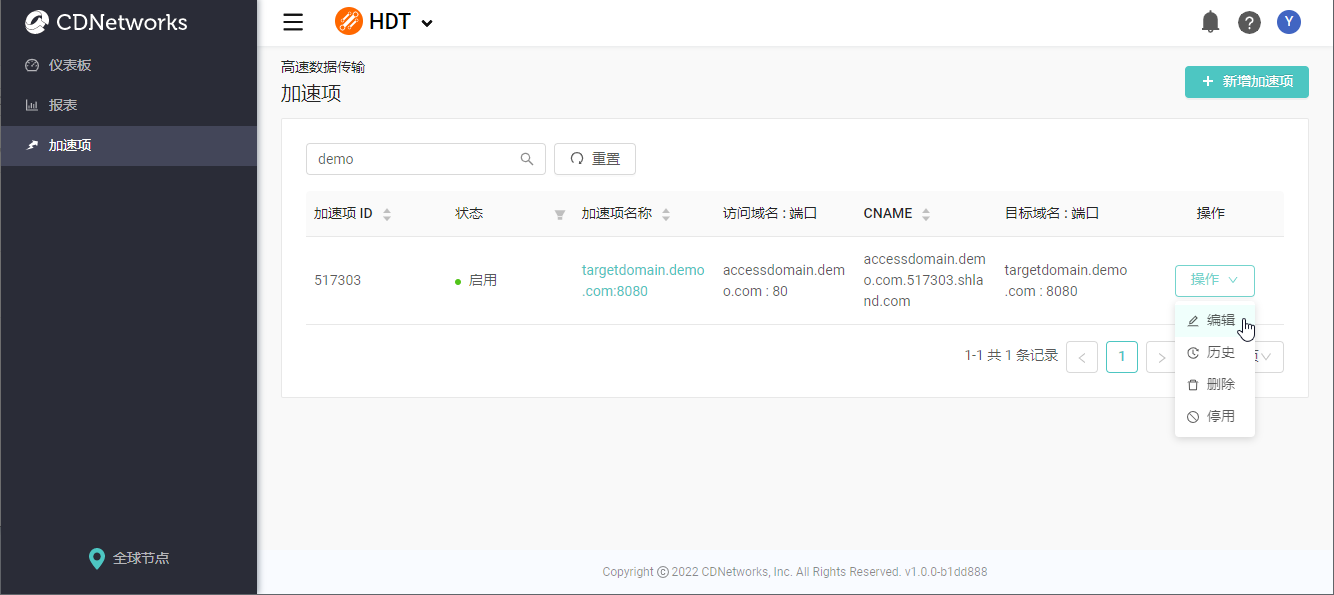 CDNetworks
HDT
Y
仪表板
报表
加速项
高速数据传输
加速项
+ 新增加速项
demo
重置
加速项 ID 状态 加速项名称 访问域名 : 端口 CNAME 目标域名 : 端口 操作
517303
启用
targetdomain.demo
.com:8080
accessdomain.dem
o.com : 80
accessdomain.dem
o.com.517303.shla
nd.com
targetdomain.demo
.com : 8080
操作
编辑
历史
删除
停用
1-1 共 1 条记录
< 1 >
全球节点
Copyright ⓒ 2022 CDNetworks, Inc. All Rights Reserved. v1.0.0-b1dd888